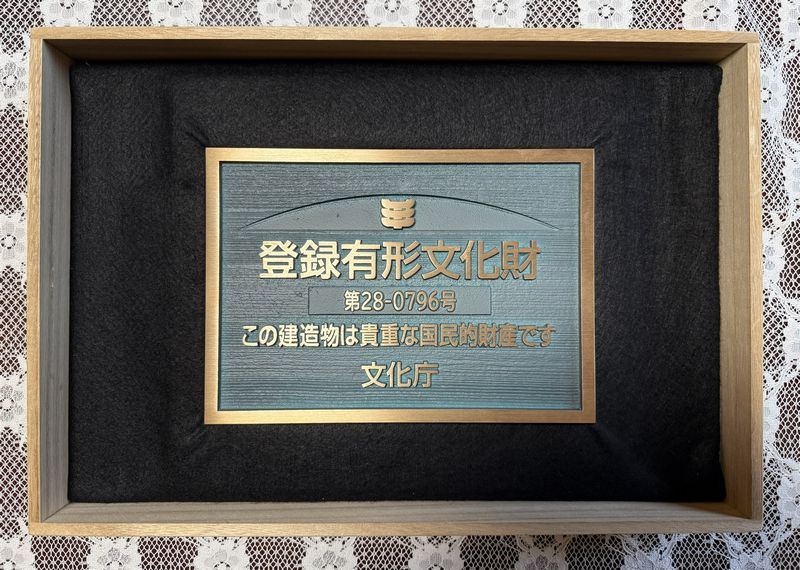 登録有形文化財
第28-0796号
この建造物は貴重な国民的財産です
文化庁